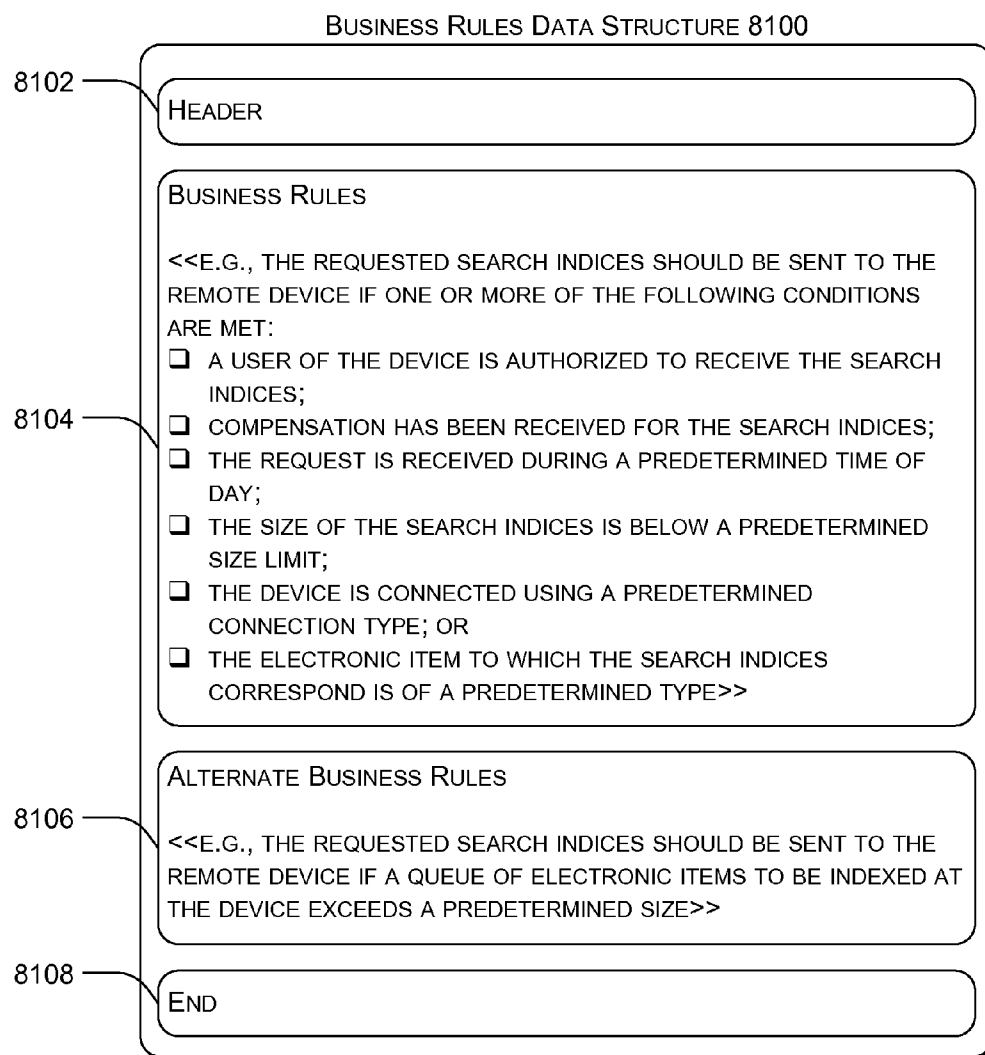 BUSINESS RULES DATA STRUCTURE 8100
8102
HEADER
BUSINESS RULES
<<E.G., THE REQUESTED SEARCH INDICES SHOULD BE SENT TO THE
REMOTE DEVICE IF ONE OR MORE OF THE FOLLOWING CONDITIONS
ARE MET:
❑ A USER OF THE DEVICE IS AUTHORIZED TO RECEIVE THE SEARCH
INDICES;
8104
❑ COMPENSATION HAS BEEN RECEIVED FOR THE SEARCH INDICES;
❑ THE REQUEST IS RECEIVED DURING A PREDETERMINED TIME OF
DAY;
❑ THE SIZE OF THE SEARCH INDICES IS BELOW A PREDETERMINED
SIZE LIMIT;
❑ THE DEVICE IS CONNECTED USING A PREDETERMINED
CONNECTION TYPE; OR
❑ THE ELECTRONIC ITEM TO WHICH THE SEARCH INDICES
CORRESPOND IS OF A PREDETERMINED TYPE>>
ALTERNATE BUSINESS RULES
8106
<<E.G., THE REQUESTED SEARCH INDICES SHOULD BE SENT TO THE
REMOTE DEVICE IF A QUEUE OF ELECTRONIC ITEMS TO BE INDEXED AT
THE DEVICE EXCEEDS A PREDETERMINED SIZE>>
8108
END